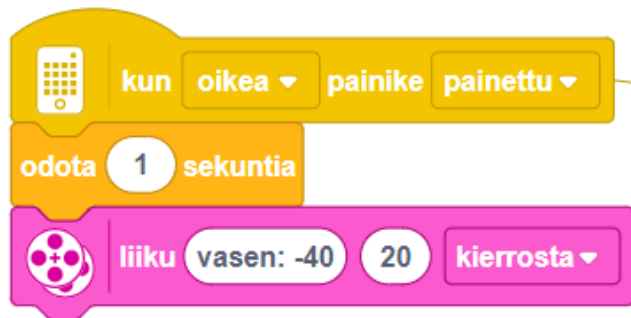 kun oikea painike painettu
odota 1 sekuntia
liiku vasen: -40 20 kierrosta